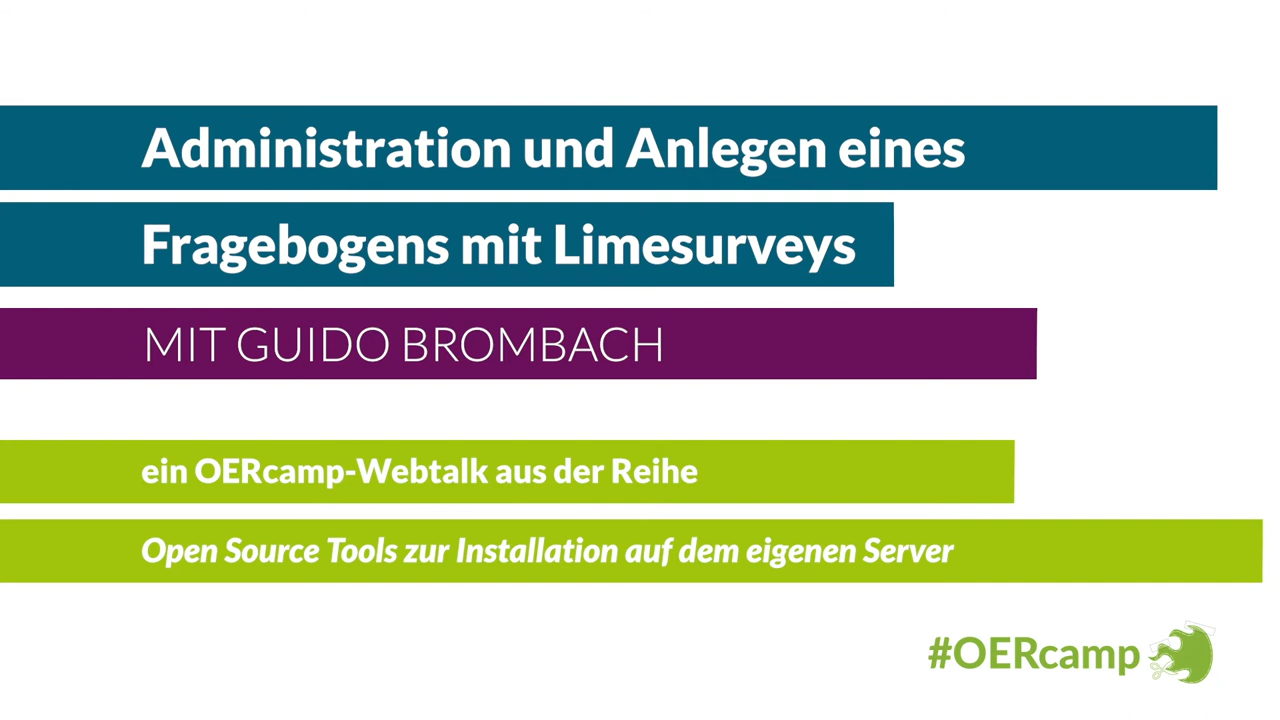 Administration und Anlegen eines
Fragebogens mit Limesurveys
MIT GUIDO BROMBACH
ein OERcamp-Webtalk aus der Reihe
Open Source Tools zur Installation auf dem eigenen Server
#OERcamp